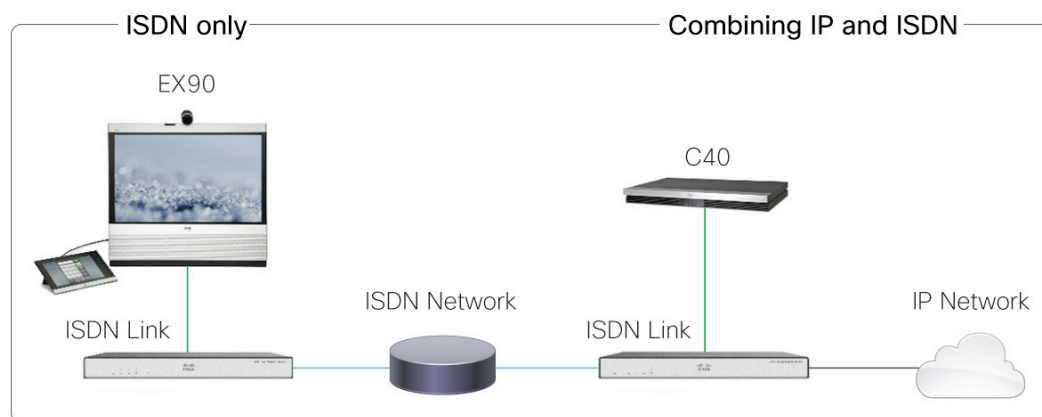 ISDN only
Combining IP and ISDN
EX90
C40
ISDN Network
IP Network
ISDN Link
ISDN Link